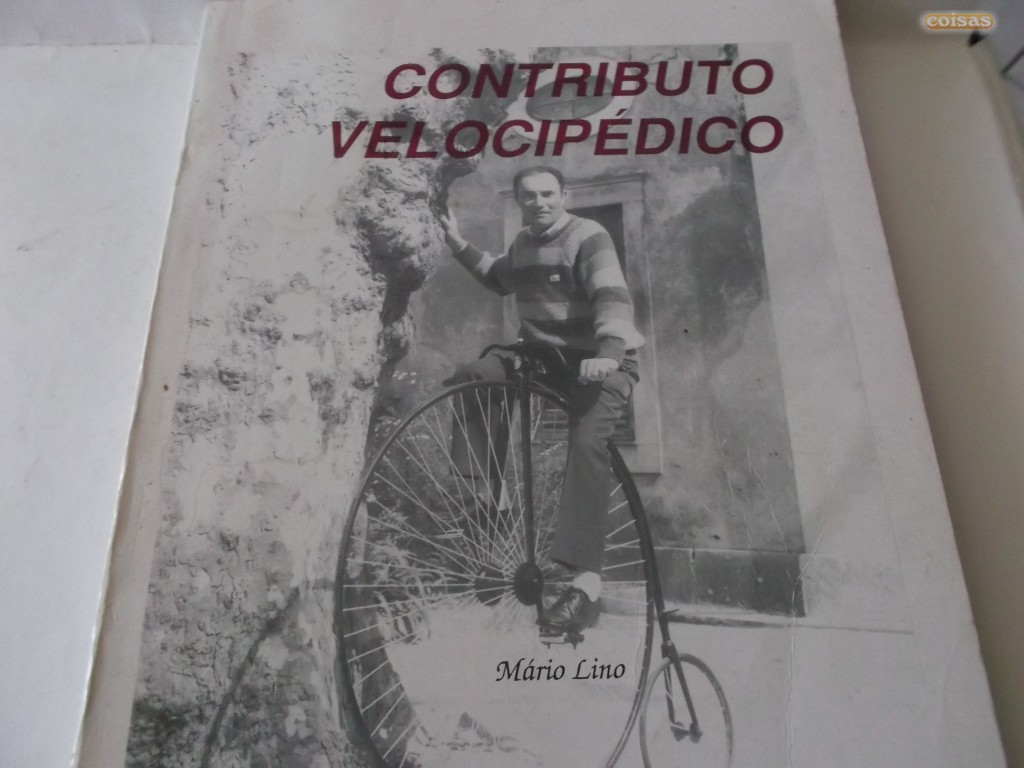 coisas
CONTRIBUTO
VELOCIPÉDICO
Mário Lino